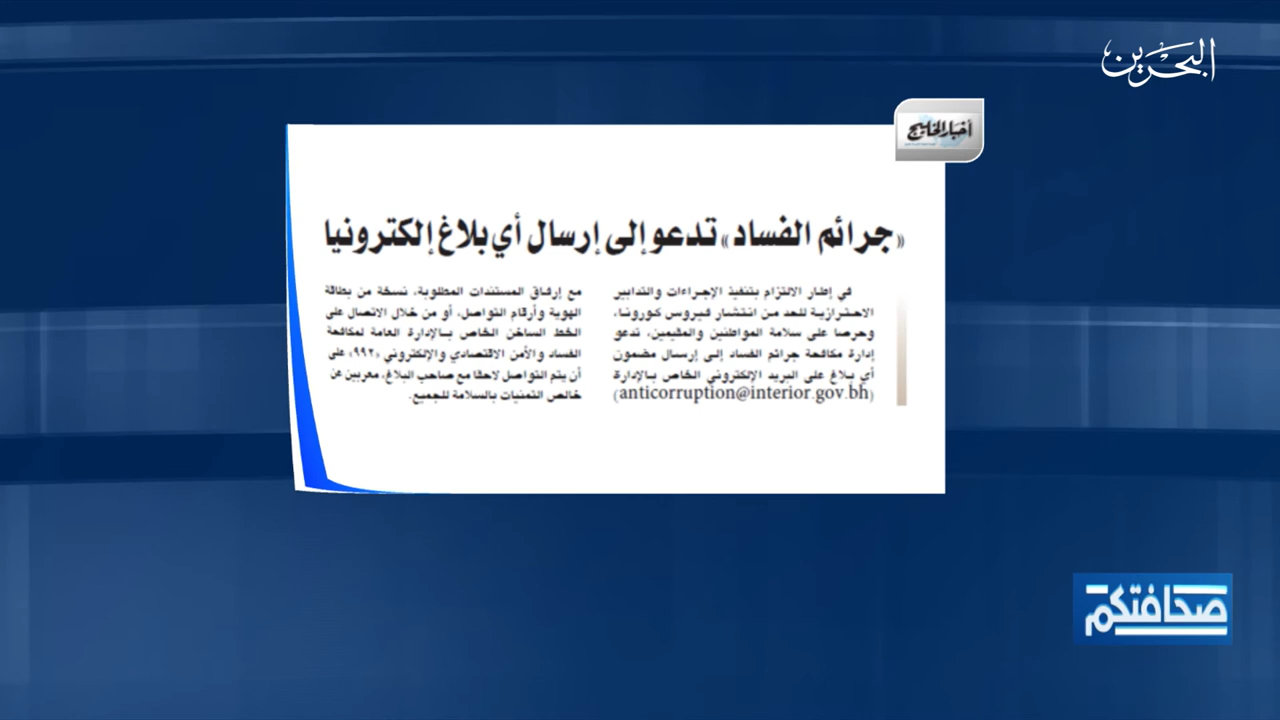 البحرين
أخبار الخليج
«جرائم الفساد» تدعو إلى إرسال أي بلاغ إلكترونيا
في إطار الالتزام بتنفيذ الإجراءات والتدابير
الاحترازية للحد من انتشار فيروس كورونا،
وحرصا على سلامة المواطنين والمقيمين، تدعو
إدارة مكافحة جرائم الفساد إلى إرسال مضمون
أي بلاغ على البريد الإلكتروني الخاص بالإدارة
(anticorruption@interior.gov.bh)
مع إرفاق المستندات المطلوبة، نسخة من بطاقة
الهوية وأرقام التواصل، أو من خلال الاتصال على
الخط الساخن الخاص بالإدارة العامة لمكافحة
الفساد والأمن الاقتصادي والإلكتروني «٩٩٢» على
أن يتم التواصل لاحقا مع صاحب البلاغ، معربين عن
خالص التمنيات بالسلامة للجميع.
صحافتكم